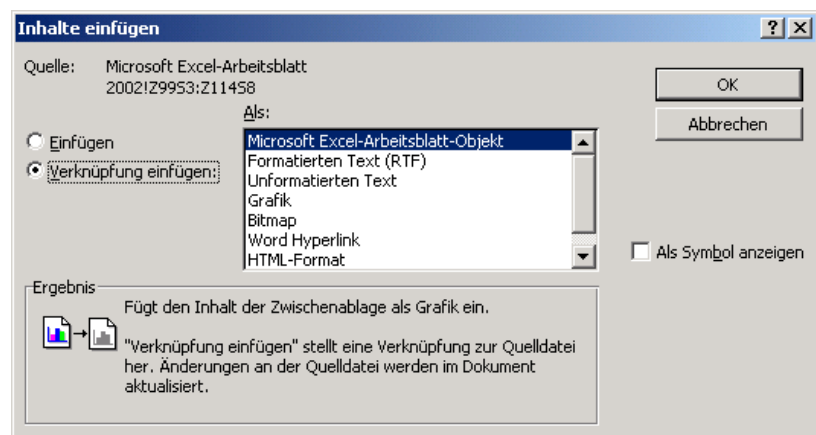 Inhalte einfügen
Quelle: Microsoft Excel-Arbeitsblatt
2002!Z99S3:Z114S8
Als:
Einfügen
Verknüpfung einfügen:
Microsoft Excel-Arbeitsblatt-Objekt
Formatierten Text (RTF)
Unformatierten Text
Grafik
Bitmap
Word Hyperlink
HTML-Format
OK
Abbrechen
Als Symbol anzeigen
Ergebnis
Fügt den Inhalt der Zwischenablage als Grafik ein.
"Verknüpfung einfügen" stellt eine Verknüpfung zur Quelldatei
her. Änderungen an der Quelldatei werden im Dokument
aktualisiert.